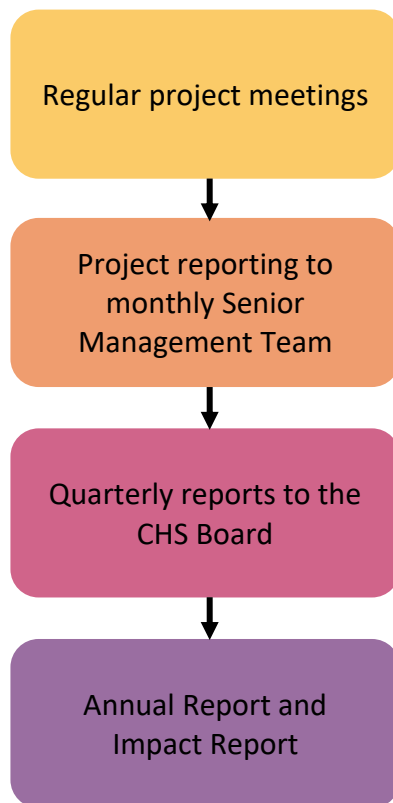 Regular project meetings
Project reporting to
monthly Senior
Management Team
Quarterly reports to the
CHS Board
Annual Report and
Impact Report